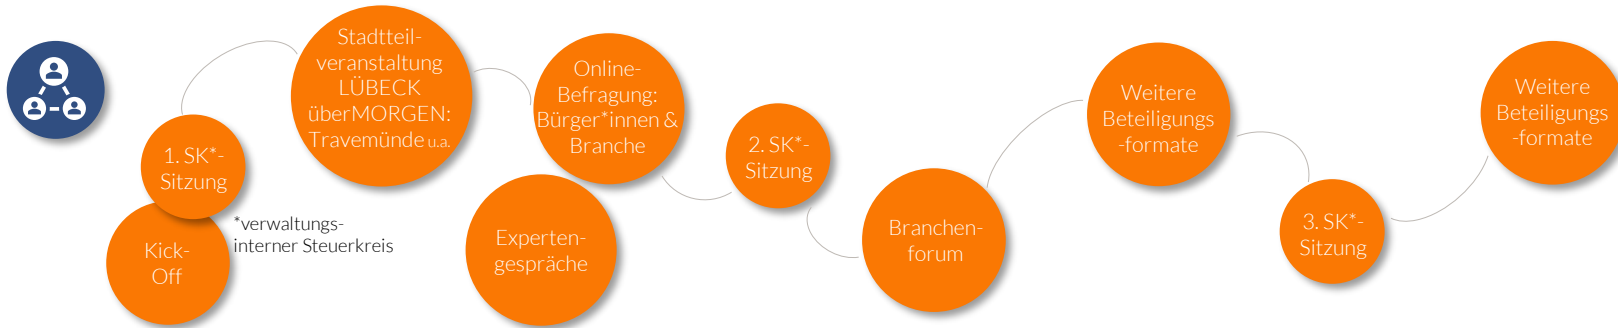 Kick-
Off
1. SK*-
Sitzung
*verwaltungs-
interner Steuerkreis
Stadtteil-
veranstaltung
LÜBECK
überMORGEN:
Travemünde u.a.
Online-
Befragung:
Bürger*innen &
Branche
Experten-
gespräche
2. SK*-
Sitzung
Branchen-
forum
Weitere
Beteiligungs
-formate
3. SK*-
Sitzung
Weitere
Beteiligungs
-formate